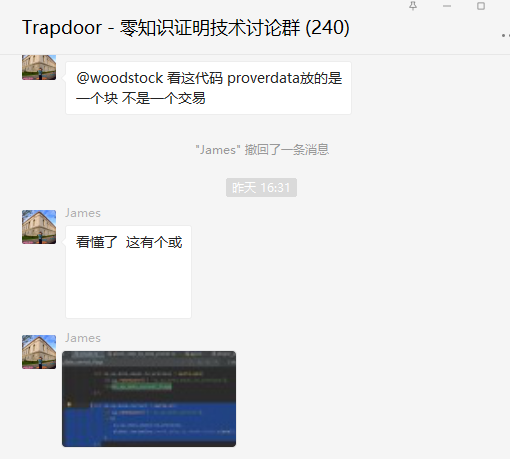 Trapdoor - 零知识证明技术讨论群 (240)
@woodstock 看这代码 proverdata放的是
一个块 不是一个交易
"James" 撤回了一条消息
昨天 16:31
James
看懂了 这有个或
James